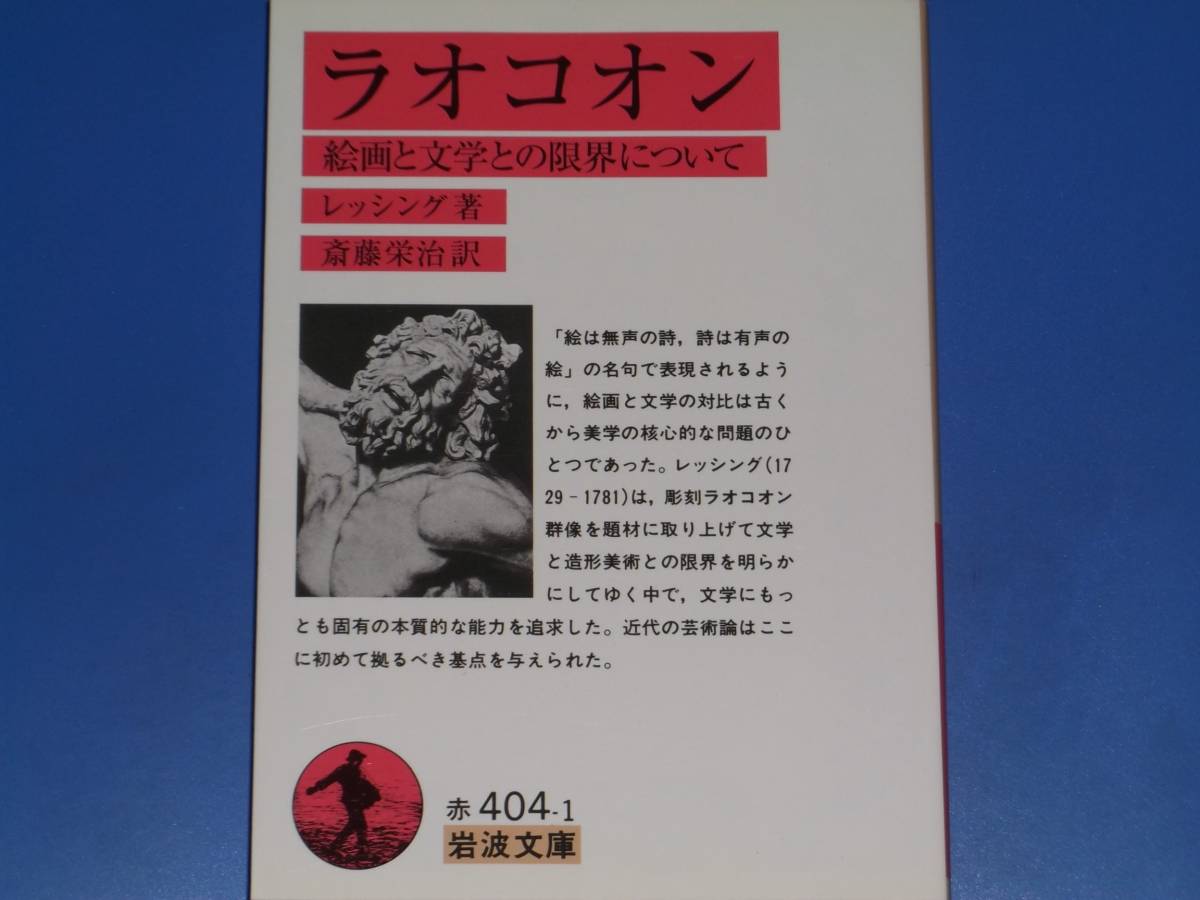 ラオコオン
絵画と文学との限界について
レッシング著
斎藤栄治訳
「絵は無声の詩，詩は有声の
絵」の名句で表現されるよう
に，絵画と文学の対比は古く
から美学の核心的な問題のひ
とつであった。レッシング(17
29－1781)は，彫刻ラオコオン
群像を題材に取り上げて文学
と造形美術との限界を明らか
にしてゆく中で，文学にもっ
とも固有の本質的な能力を追求した。近代の芸術論はここ
に初めて拠るべき基点を与えられた。
赤 404-1
岩波文庫